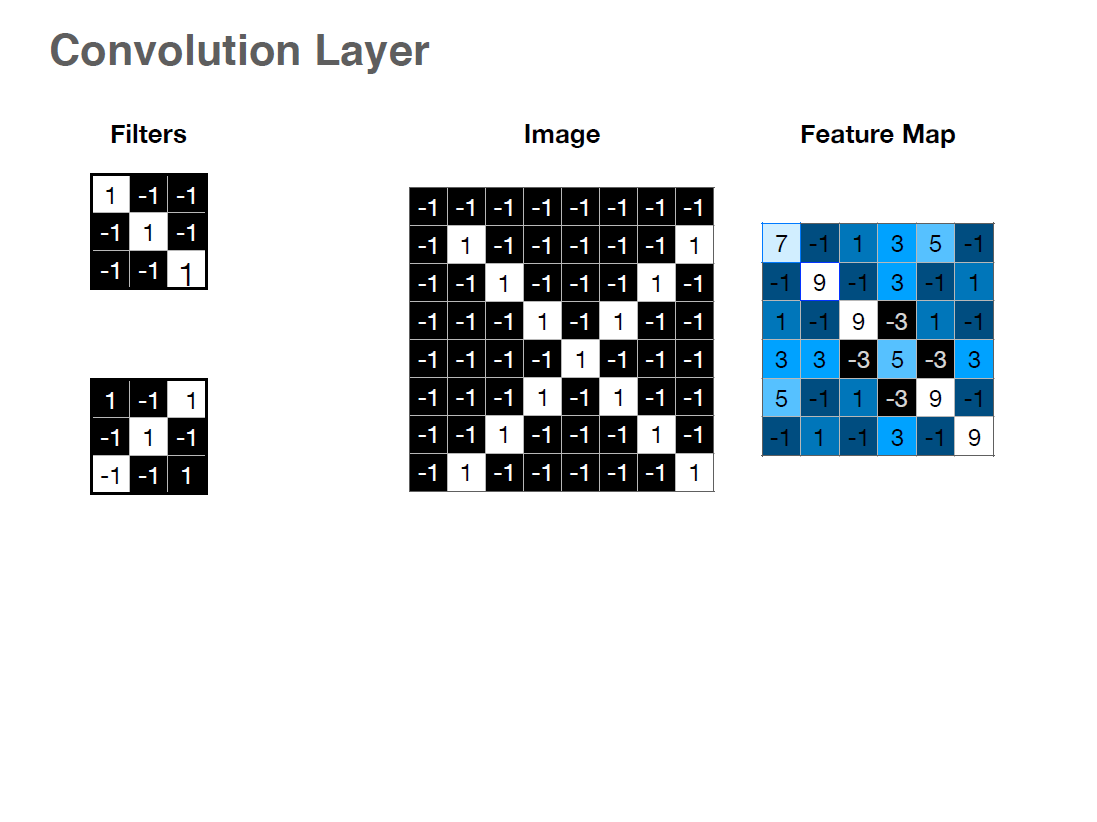 Convolution Layer
Filters
Image
Feature Map
1 -1 -1
-1 1 -1
-1 -1 1
1 -1 1
-1 1 -1
-1 -1 1
-1 -1 -1 -1 -1 -1 -1 -1
-1 1 -1 -1 -1 -1 -1 1
-1 -1 1 -1 -1 -1 1 -1
-1 -1 -1 1 -1 1 -1 -1
-1 -1 -1 -1 1 -1 -1 -1
-1 -1 -1 1 -1 1 -1 -1
-1 -1 1 -1 -1 -1 1 -1
-1 1 -1 -1 -1 -1 -1 1
7 -1 1 3 5 -1
-1 9 -1 3 -1 1
1 -1 9 -3 1 -1
3 3 -3 5 -3 3
5 -1 1 -3 9 -1
-1 1 -1 3 -1 9